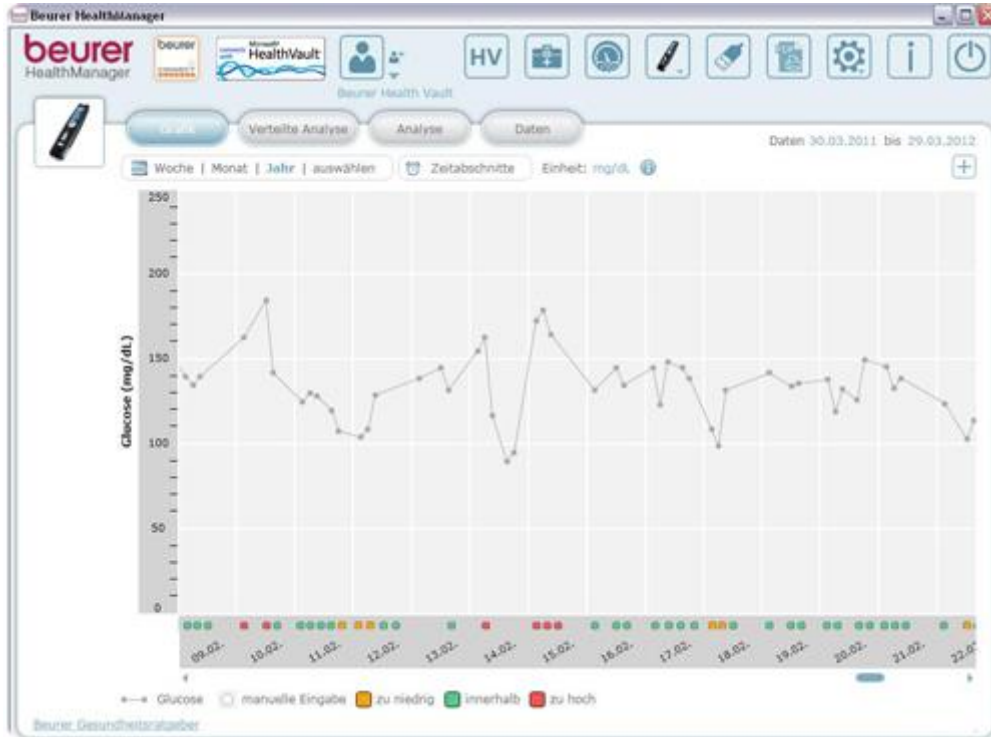 Beurer HealthManager
beurer
HealthManager
beurer
Microsoft
HealthVault
HV
Beurer Health Vault
Grafik
Verteilte Analyse
Analyse
Daten
Daten 30.03.2011 bis 29.03.2012
Woche | Monat | Jahr | auswählen
Zeitabschnitte
Einheit: mg/dL
250
200
150
100
50
0
Glucose (mg/dL)
09.02.
10.02.
11.02.
12.02.
13.02.
14.02.
15.02.
16.02.
17.02.
18.02.
19.02.
20.02.
21.02.
22.02
Glucose
manuelle Eingabe
zu niedrig
innerhalb
zu hoch
Beurer Gesundheitsratgeber